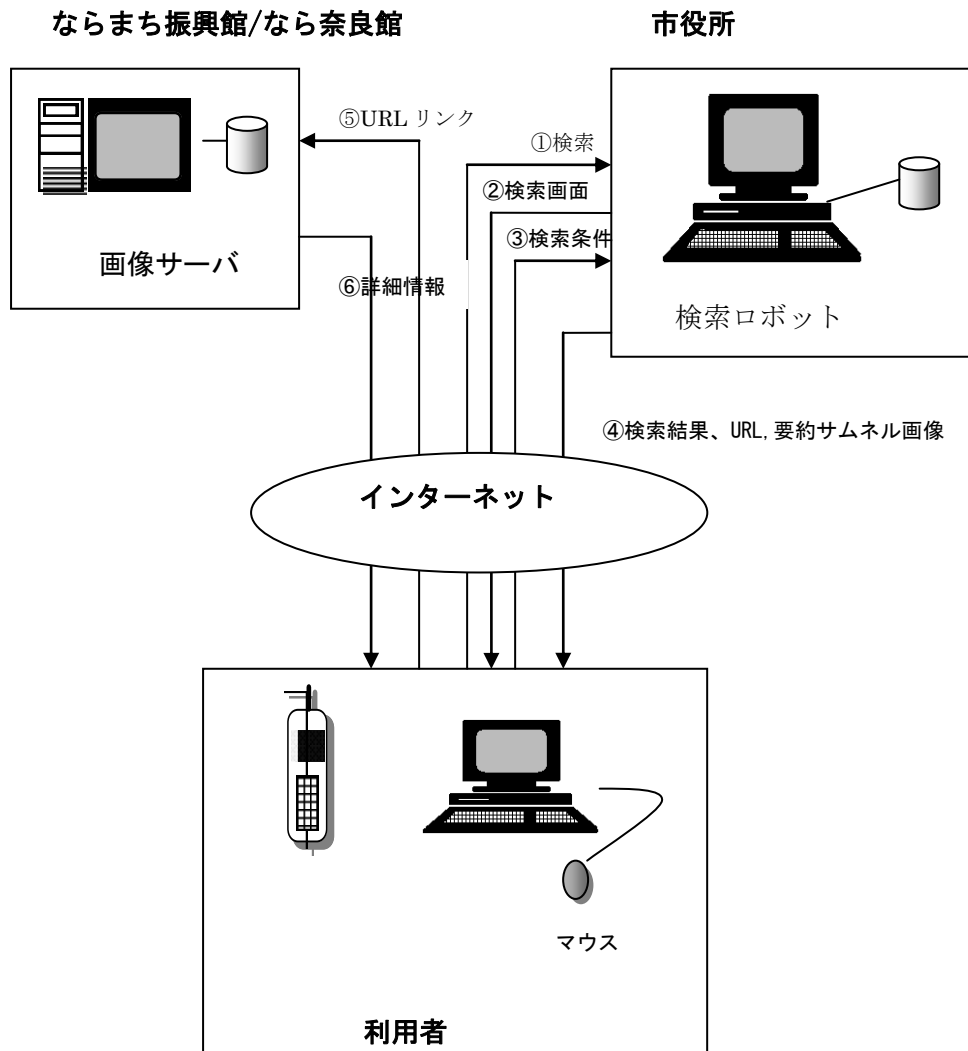 ならまち振興館/なら奈良館
市役所
⑤URL リンク
①検索
②検索画面
③検索条件
画像サーバ
⑥詳細情報
検索ロボット
④検索結果、URL,要約サムネル画像
インターネット
マウス
利用者